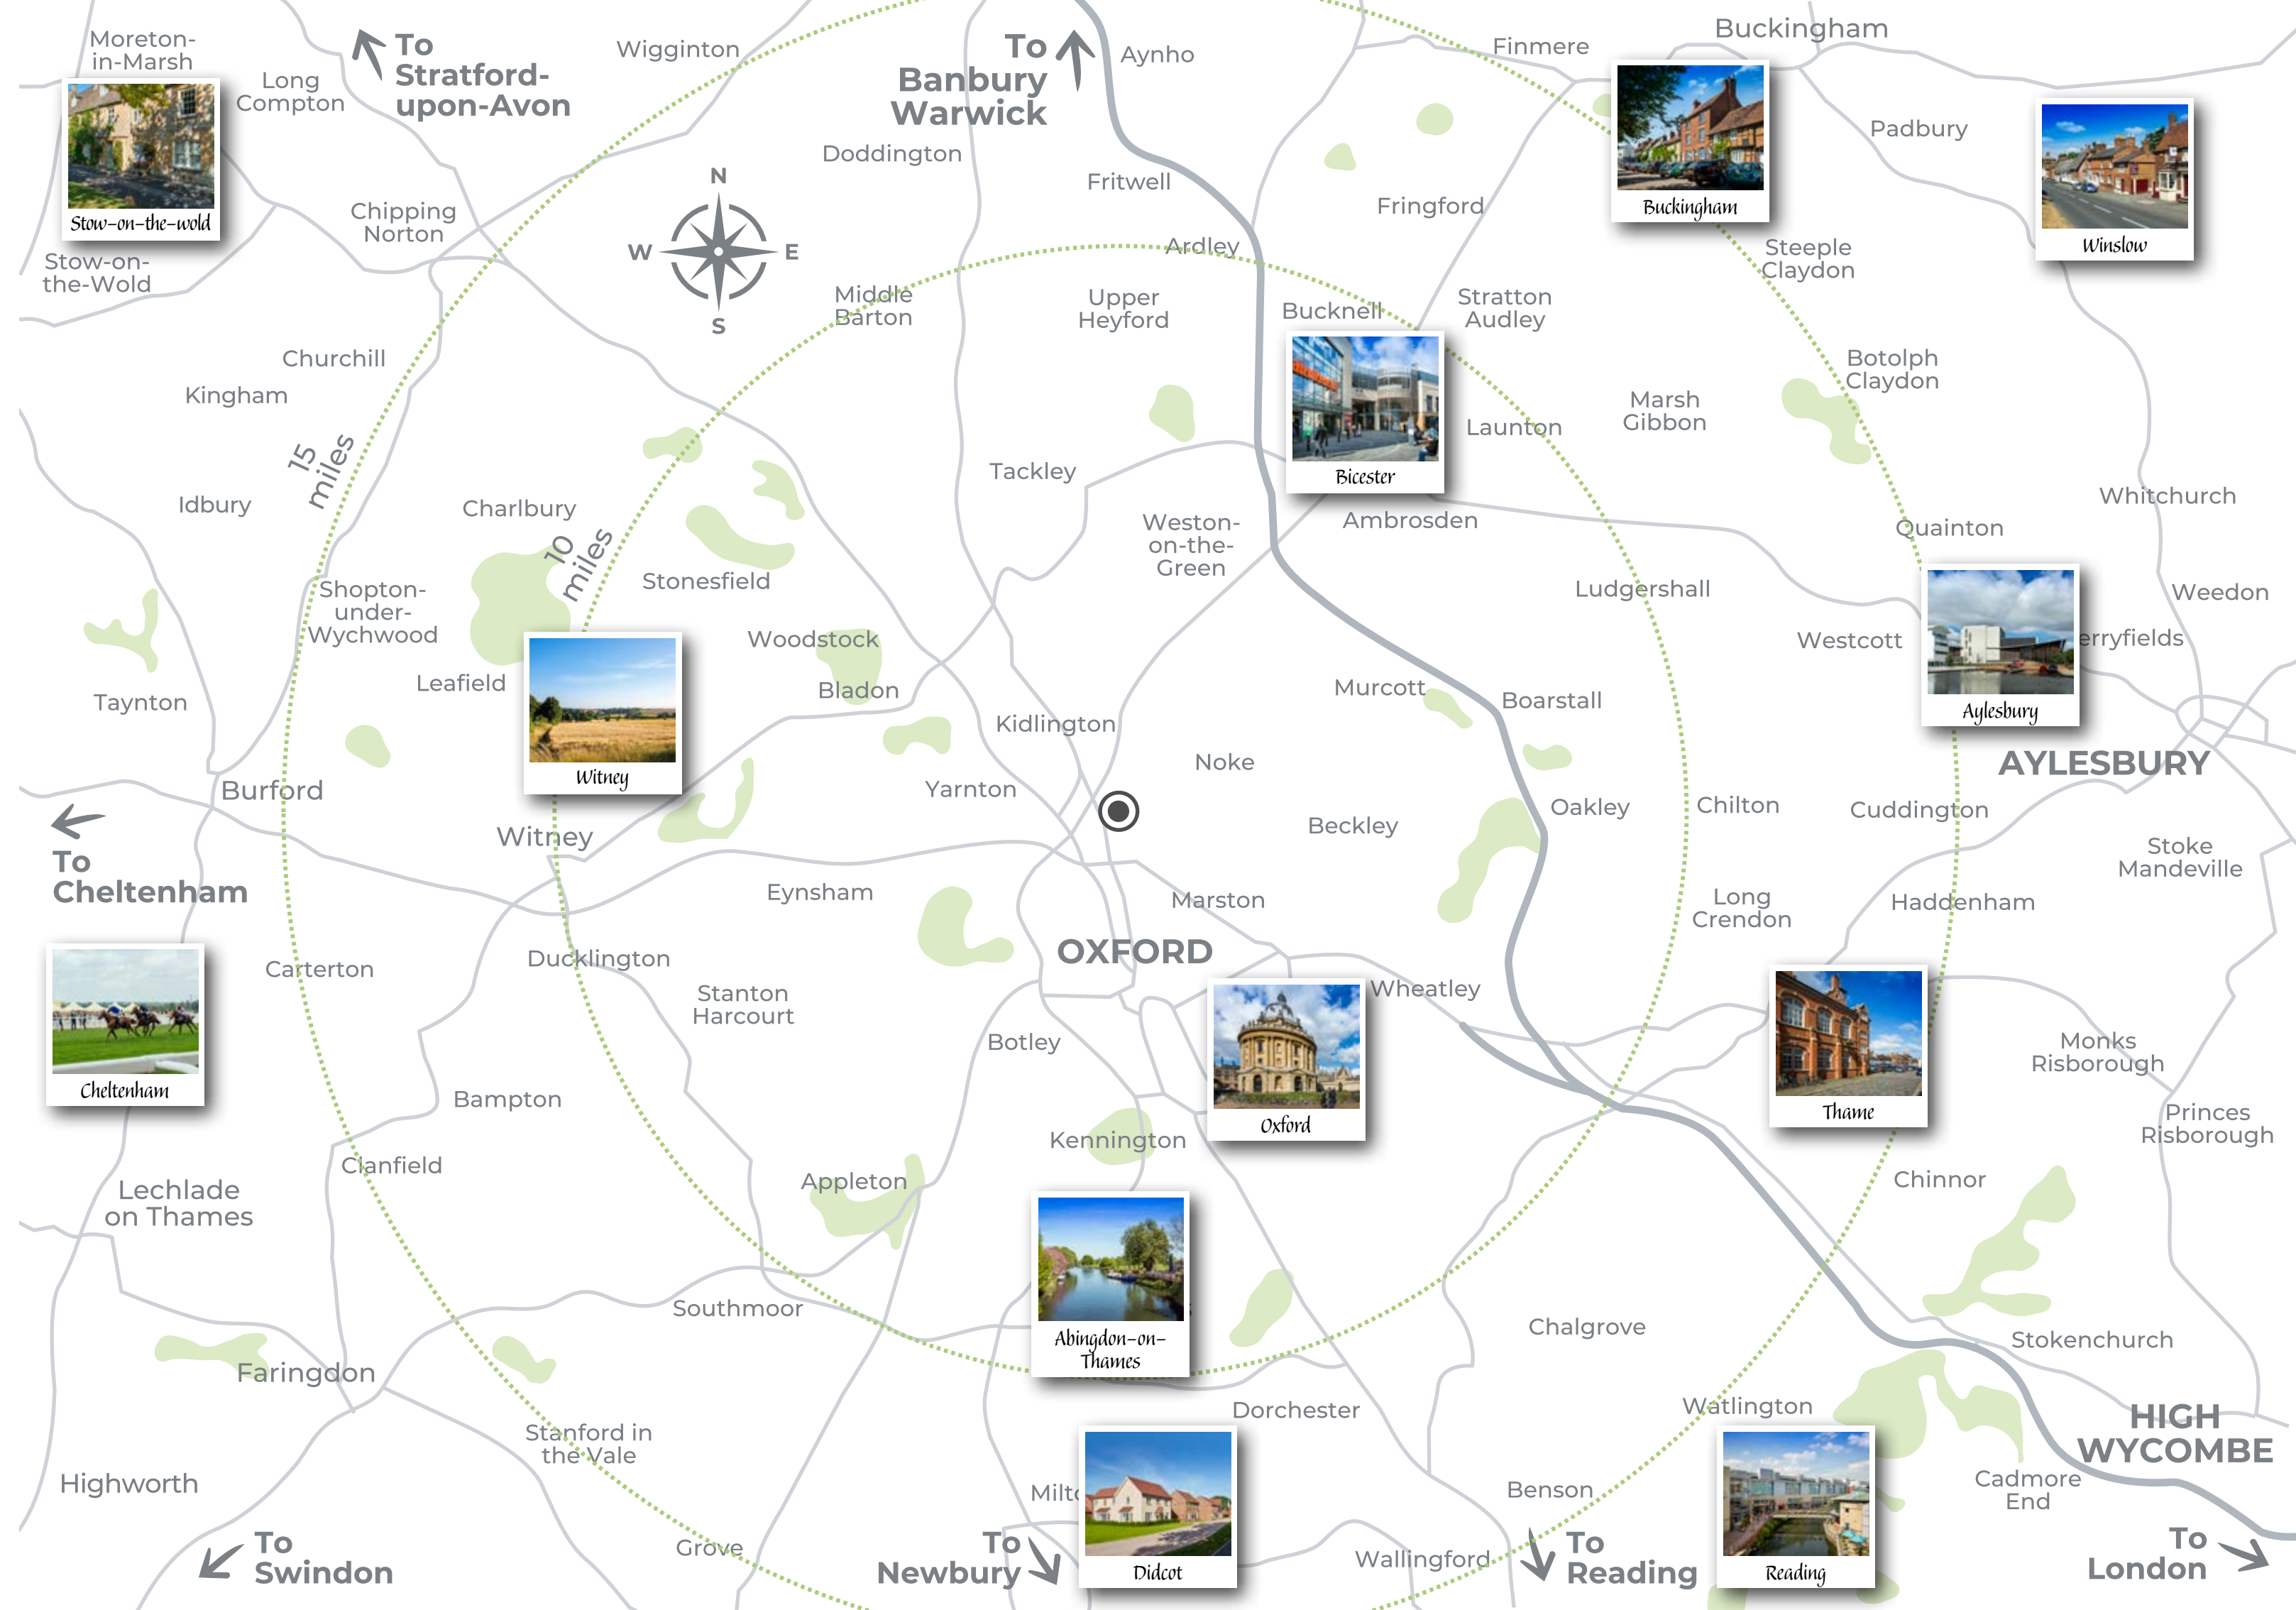 Moreton-
in-Marsh
Long
Compton
To
Stratford-
upon-Avon
Wigginton
To
Banbury
Warwick
Aynho
Finmere
Buckingham
Doddington
Fritwell
Fringford
Buckingham
Padbury
Winslow
Stow-on-the-wold
Stow-on-
the-Wold
Chipping
Norton
N
W
E
S
Ardley
Steeple
Claydon
Middle
Barton
Upper
Heyford
Bucknell
Stratton
Audley
Churchill
Kingham
Botolph
Claydon
Marsh
Gibbon
Launton
15
miles
Tackley
Bicester
Idbury
Charlbury
10
miles
Weston-
on-the-
Green
Ambrosden
Whitchurch
Quainton
Shopton-
under-
Wychwood
Stonesfield
Ludgershall
Weedon
Woodstock
Westcott
erryfields
Leafield
Bladon
Murcott
Boarstall
Taynton
Kidlington
Aylesbury
Witney
Noke
AYLESBURY
Burford
Yarnton
Beckley
Oakley
Chilton
Cuddington
Witney
To
Cheltenham
Stoke
Mandeville
Eynsham
Marston
Long
Crendon
Haddenham
OXFORD
Carterton
Ducklington
Stanton
Harcourt
Wheatley
Botley
Monks
Risborough
Cheltenham
Bampton
Oxford
Thame
Kennington
Princes
Risborough
Clanfield
Appleton
Chinnor
Lechlade
on Thames
Southmoor
s
Abingdon-on-
Thames
Chalgrove
Stokenchurch
Faringdon
Dorchester
Watlington
HIGH
WYCOMBE
Stanford in
the Vale
Highworth
Milto
Benson
Cadmore
End
To
Swindon
Grove
To
Newbury
Didcot
Wallingford
To
Reading
Reading
To
London